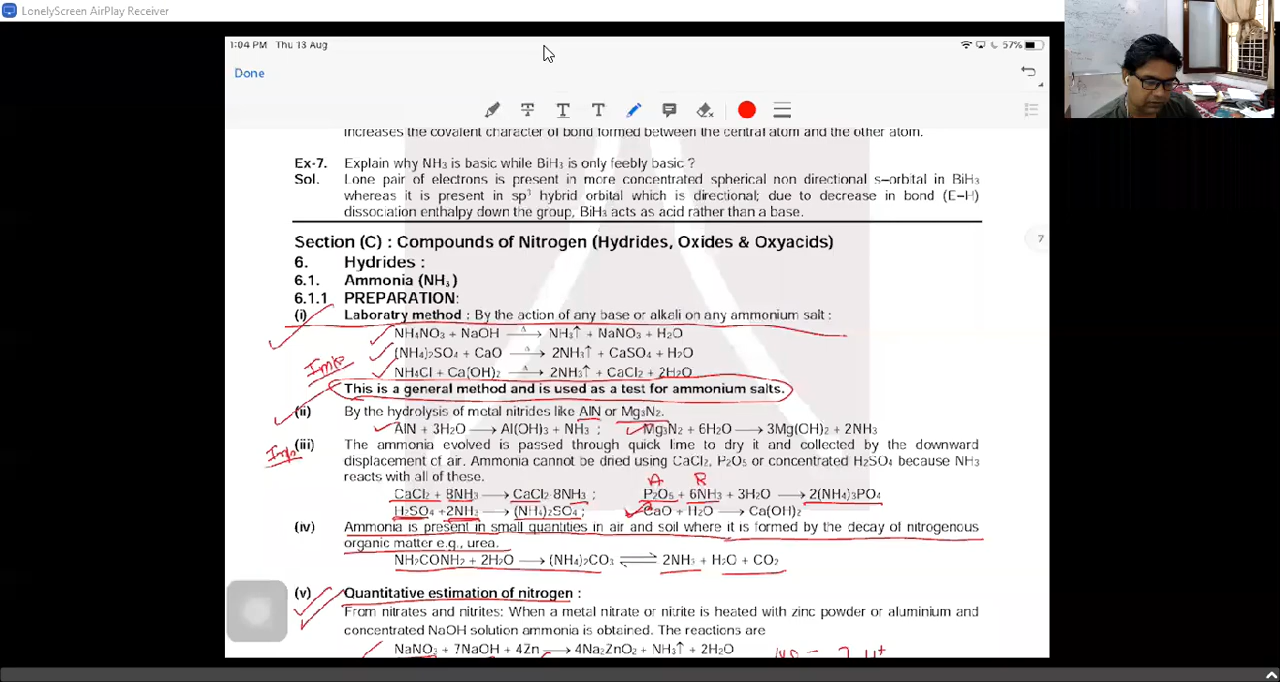 LonelyScreen AirPlay Receiver
1:04 PM Thu 13 Aug
57%
Done
increases the covalent character of bond formed between the central atom and the other atom.
Ex-7. Explain why NH₃ is basic while BiH₃ is only feebly basic ?
Sol. Lone pair of electrons is present in more concentrated spherical non directional s–orbital in BiH₃
whereas it is present in sp³ hybrid orbital which is directional; due to decrease in bond (E–H)
dissociation enthalpy down the group, BiH₃ acts as acid rather than a base.
7
Section (C) : Compounds of Nitrogen (Hydrides, Oxides & Oxyacids)
6. Hydrides :
6.1. Ammonia (NH₃)
6.1.1 PREPARATION:
(i) Laboratry method : By the action of any base or alkali on any ammonium salt :
NH₄NO₃ + NaOH —Δ→ NH₃↑ + NaNO₃ + H₂O
(NH₄)₂SO₄ + CaO —Δ→ 2NH₃↑ + CaSO₄ + H₂O
NH₄Cl + Ca(OH)₂ —Δ→ 2NH₃↑ + CaCl₂ + 2H₂O
This is a general method and is used as a test for ammonium salts.
(ii) By the hydrolysis of metal nitrides like AlN or Mg₃N₂.
AlN + 3H₂O ⟶ Al(OH)₃ + NH₃ ; Mg₃N₂ + 6H₂O ⟶ 3Mg(OH)₂ + 2NH₃
(iii) The ammonia evolved is passed through quick lime to dry it and collected by the downward
displacement of air. Ammonia cannot be dried using CaCl₂, P₂O₅ or concentrated H₂SO₄ because NH₃
reacts with all of these.
A B
CaCl₂ + 8NH₃ ⟶ CaCl₂·8NH₃ ; P₂O₅ + 6NH₃ + 3H₂O ⟶ 2(NH₄)₃PO₄
H₂SO₄ +2NH₃ ⟶ (NH₄)₂SO₄ ; CaO + H₂O ⟶ Ca(OH)₂
(iv) Ammonia is present in small quantities in air and soil where it is formed by the decay of nitrogenous
organic matter e.g., urea.
NH₂CONH₂ + 2H₂O ⟶ (NH₄)₂CO₃ ⇌ 2NH₃ + H₂O + CO₂
(v) Quantitative estimation of nitrogen :
From nitrates and nitrites: When a metal nitrate or nitrite is heated with zinc powder or aluminium and
concentrated NaOH solution ammonia is obtained. The reactions are
NaNO₃ + 7NaOH + 4Zn ⟶ 4Na₂ZnO₂ + NH₃↑ + 2H₂O